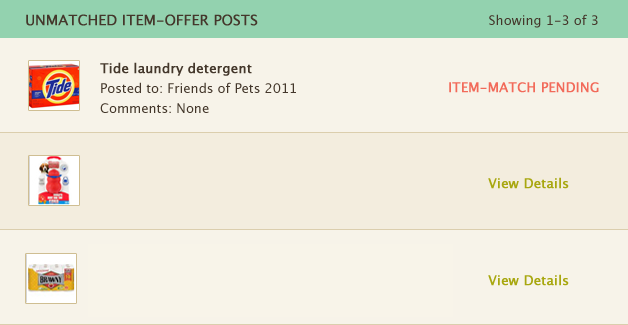 UNMATCHED ITEM-OFFER POSTS
Showing 1-3 of 3
Tide
Tide laundry detergent
Posted to: Friends of Pets 2011
Comments: None
ITEM-MATCH PENDING
View Details
BRAWNY
View Details